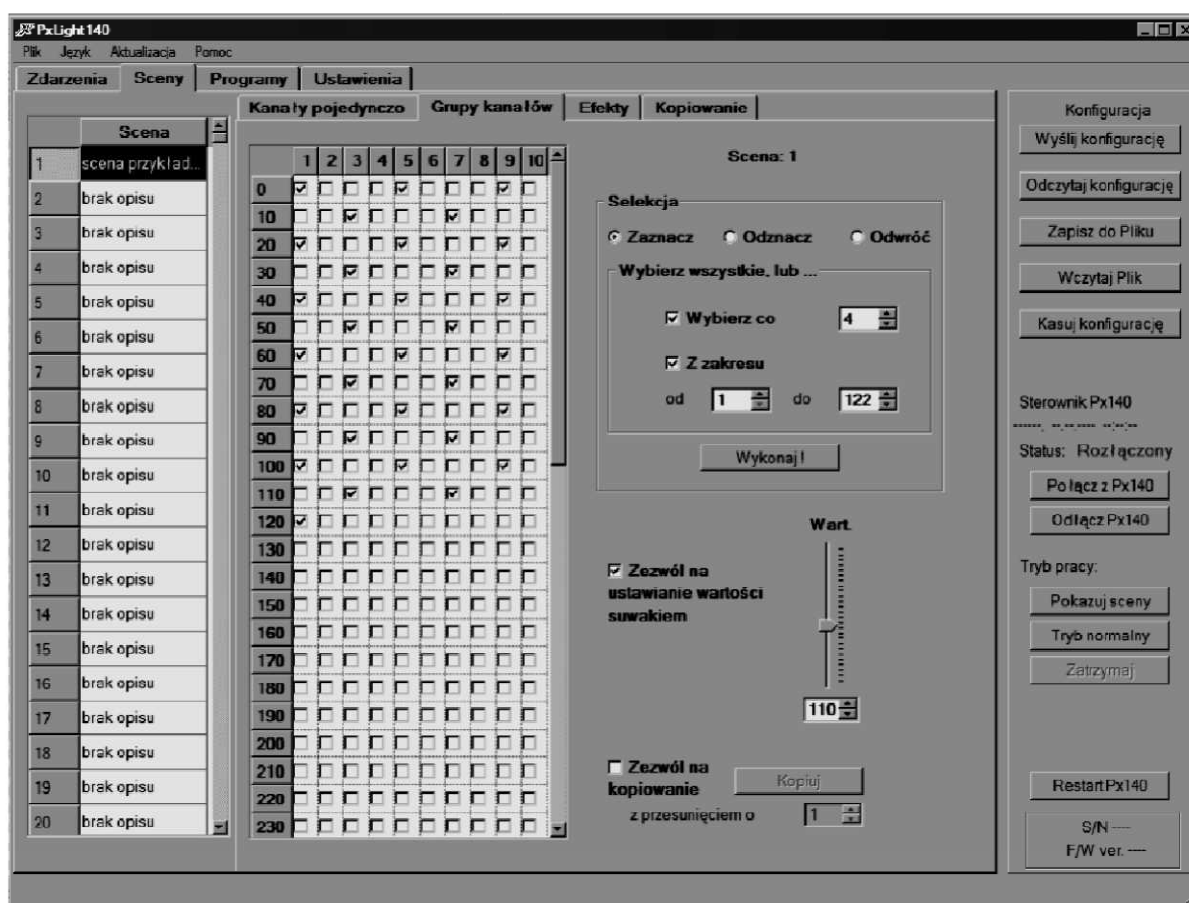 PxLight140
Plik Język Aktualizacja Pomoc
Zdarzenia Sceny Programy Ustawienia
Kanały pojedynczo Grupy kanałów Efekty Kopiowanie
Scena
1 scena przykład...
2 brak opisu
3 brak opisu
4 brak opisu
5 brak opisu
6 brak opisu
7 brak opisu
8 brak opisu
9 brak opisu
10 brak opisu
11 brak opisu
12 brak opisu
13 brak opisu
14 brak opisu
15 brak opisu
16 brak opisu
17 brak opisu
18 brak opisu
19 brak opisu
20 brak opisu
1 2 3 4 5 6 7 8 9 10
0
10
20
30
40
50
60
70
80
90
100
110
120
130
140
150
160
170
180
190
200
210
220
230
Scena: 1
Selekcja
Zaznacz Odznacz Odwróć
Wybierz wszystkie, lub ...
Wybierz co 4
Z zakresu
od 1 do 122
Wykonaj!
Wart.
Zezwól na
ustawianie wartości
suwakiem
110
Zezwól na
kopiowanie
Kopiuj
z przesunięciem o 1
Konfiguracja
Wyślij konfigurację
Odczytaj konfigurację
Zapisz do Pliku
Wczytaj Plik
Kasuj konfigurację
Sterownik Px140
------, --.--.---- --:--:--
Status: Rozłączony
Połącz z Px140
Odłącz Px140
Tryb pracy:
Pokazuj sceny
Tryb normalny
Zatrzymaj
Restart Px140
S/N ----
F/W ver. ----